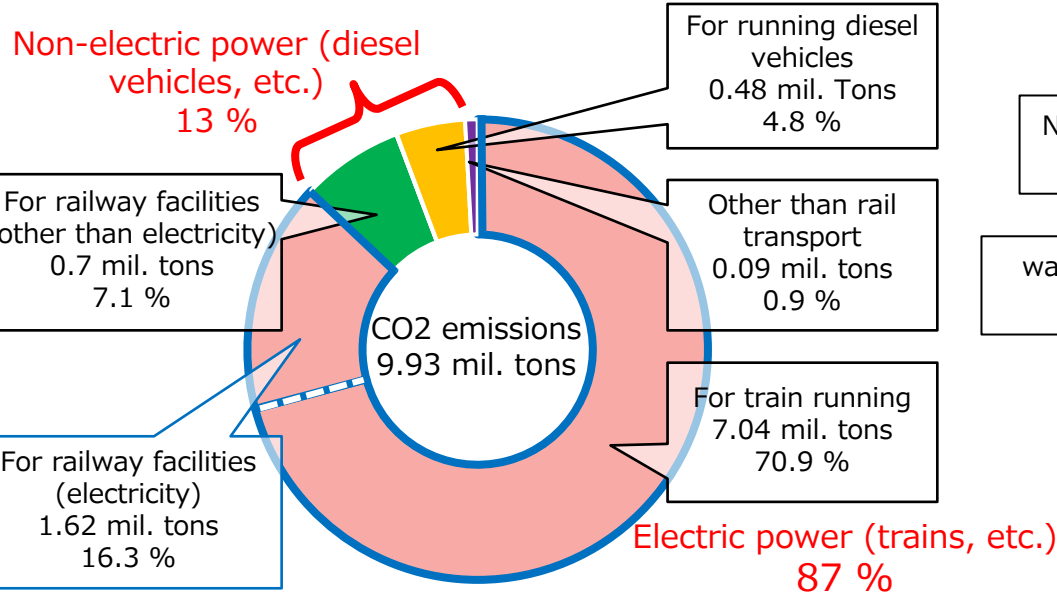 Non-electric power (diesel
vehicles, etc.)
13 %
For running diesel
vehicles
0.48 mil. Tons
4.8 %
For railway facilities
other than electricity)
0.7 mil. tons
7.1 %
Other than rail
transport
0.09 mil. tons
0.9 %
CO2 emissions
9.93 mil. tons
For train running
7.04 mil. tons
70.9 %
For railway facilities
(electricity)
1.62 mil. tons
16.3 %
Electric power (trains, etc.)
87 %
N
wa